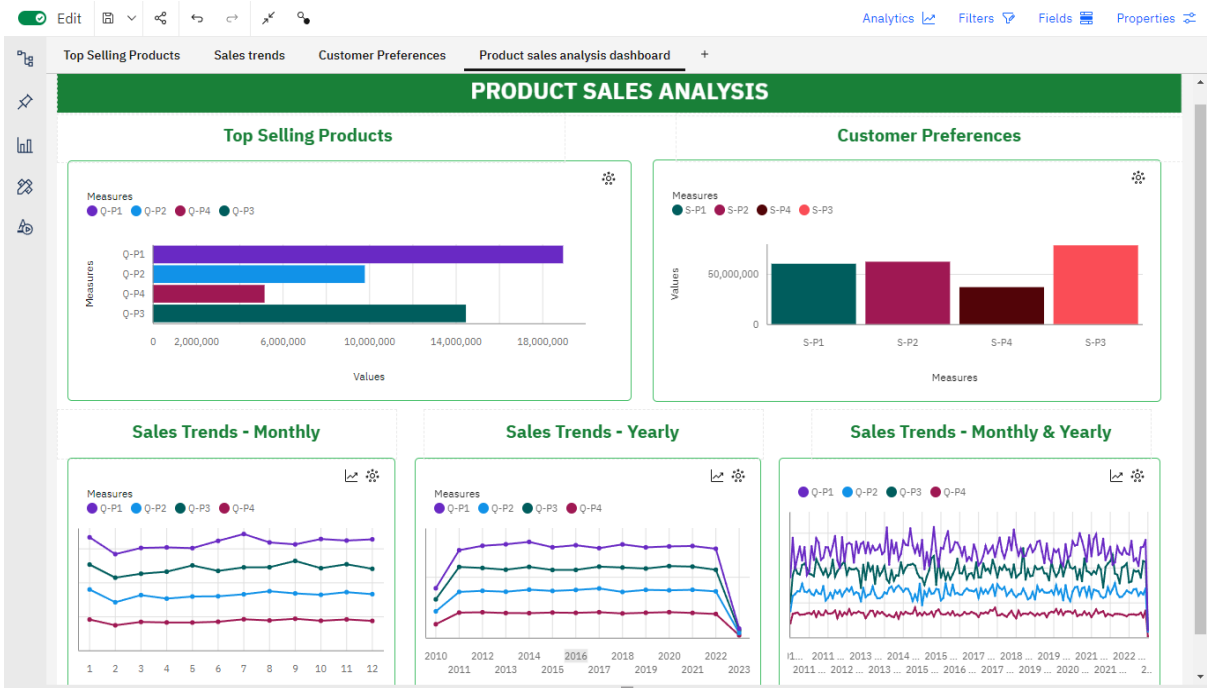 Edit
Analytics Filters Fields Properties
Top Selling Products Sales trends Customer Preferences Product sales analysis dashboard +
PRODUCT SALES ANALYSIS
Top Selling Products
Measures
Q-P1 Q-P2 Q-P4 Q-P3
Measures
Q-P1
Q-P2
Q-P4
Q-P3
0 2,000,000 6,000,000 10,000,000 14,000,000 18,000,000
Values
Customer Preferences
Measures
S-P1 S-P2 S-P4 S-P3
Values
50,000,000
0
S-P1 S-P2 S-P4 S-P3
Measures
Sales Trends - Monthly
Measures
Q-P1 Q-P2 Q-P3 Q-P4
1 2 3 4 5 6 7 8 9 10 11 12
Sales Trends - Yearly
Measures
Q-P1 Q-P2 Q-P3 Q-P4
2010 2012 2014 2016 2018 2020 2022
2011 2013 2015 2017 2019 2021 2023
Sales Trends - Monthly & Yearly
Q-P1 Q-P2 Q-P3 Q-P4
2011 ... 2013 ... 2014 ... 2015 ... 2017 ... 2018 ... 2019 ... 2021 ... 2022 ...
2011 ... 2012 ... 2013 ... 2015 ... 2016 ... 2017 ... 2019 ... 2020 ... 2021 ... 2..